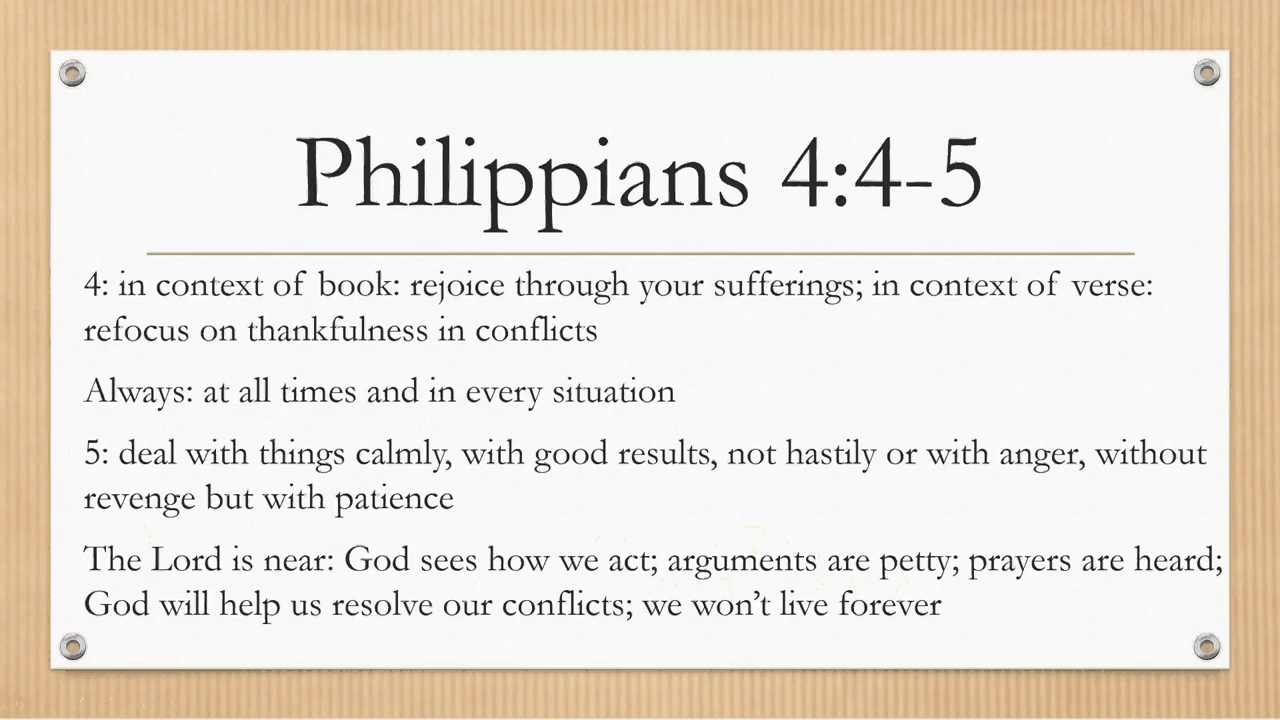 Philippians 4:4-5
4: in context of book: rejoice through your sufferings; in context of verse:
refocus on thankfulness in conflicts
Always: at all times and in every situation
5: deal with things calmly, with good results, not hastily or with anger, without
revenge but with patience
The Lord is near: God sees how we act; arguments are petty; prayers are heard;
God will help us resolve our conflicts; we won’t live forever